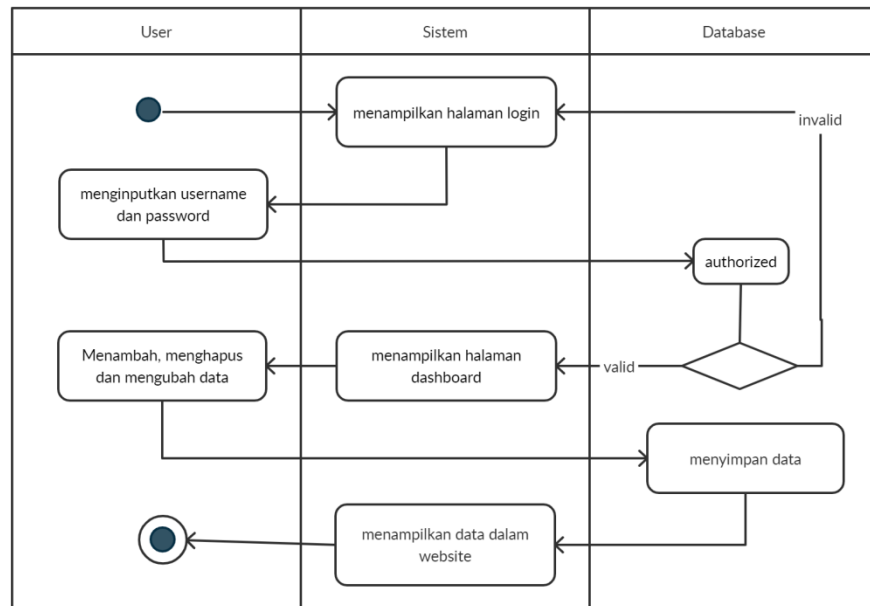 User
Sistem
Database
menampilkan halaman login
invalid
menginputkan username
dan password
authorized
Menambah, menghapus
dan mengubah data
menampilkan halaman
dashboard
valid
menyimpan data
menampilkan data dalam
website